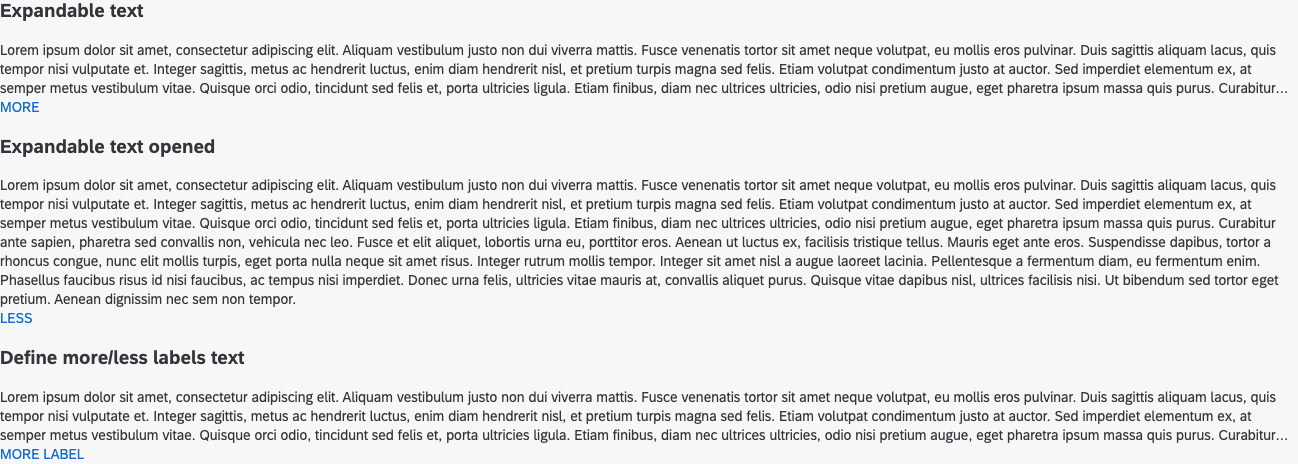 Expandable text
Lorem ipsum dolor sit amet, consectetur adipiscing elit. Aliquam vestibulum justo non dui viverra mattis. Fusce venenatis tortor sit amet neque volutpat, eu mollis eros pulvinar. Duis sagittis aliquam lacus, quis
tempor nisi vulputate et. Integer sagittis, metus ac hendrerit luctus, enim diam hendrerit nisl, et pretium turpis magna sed felis. Etiam volutpat condimentum justo at auctor. Sed imperdiet elementum ex, at
semper metus vestibulum vitae. Quisque orci odio, tincidunt sed felis et, porta ultricies ligula. Etiam finibus, diam nec ultrices ultricies, odio nisi pretium augue, eget pharetra ipsum massa quis purus. Curabitur...
MORE
Expandable text opened
Lorem ipsum dolor sit amet, consectetur adipiscing elit. Aliquam vestibulum justo non dui viverra mattis. Fusce venenatis tortor sit amet neque volutpat, eu mollis eros pulvinar. Duis sagittis aliquam lacus, quis
tempor nisi vulputate et. Integer sagittis, metus ac hendrerit luctus, enim diam hendrerit nisl, et pretium turpis magna sed felis. Etiam volutpat condimentum justo at auctor. Sed imperdiet elementum ex, at
semper metus vestibulum vitae. Quisque orci odio, tincidunt sed felis et, porta ultricies ligula. Etiam finibus, diam nec ultrices ultricies, odio nisi pretium augue, eget pharetra ipsum massa quis purus. Curabitur
ante sapien, pharetra sed convallis non, vehicula nec leo. Fusce et elit aliquet, lobortis urna eu, porttitor eros. Aenean ut luctus ex, facilisis tristique tellus. Mauris eget ante eros. Suspendisse dapibus, tortor a
rhoncus congue, nunc elit mollis turpis, eget porta nulla neque sit amet risus. Integer rutrum mollis tempor. Integer sit amet nisl a augue laoreet lacinia. Pellentesque a fermentum diam, eu fermentum enim.
Phasellus faucibus risus id nisi faucibus, ac tempus nisi imperdiet. Donec urna felis, ultricies vitae mauris at, convallis aliquet purus. Quisque vitae dapibus nisl, ultrices facilisis nisi. Ut bibendum sed tortor eget
pretium. Aenean dignissim nec sem non tempor.
LESS
Define more/less labels text
Lorem ipsum dolor sit amet, consectetur adipiscing elit. Aliquam vestibulum justo non dui viverra mattis. Fusce venenatis tortor sit amet neque volutpat, eu mollis eros pulvinar. Duis sagittis aliquam lacus, quis
tempor nisi vulputate et. Integer sagittis, metus ac hendrerit luctus, enim diam hendrerit nisl, et pretium turpis magna sed felis. Etiam volutpat condimentum justo at auctor. Sed imperdiet elementum ex, at
semper metus vestibulum vitae. Quisque orci odio, tincidunt sed felis et, porta ultricies ligula. Etiam finibus, diam nec ultrices ultricies, odio nisi pretium augue, eget pharetra ipsum massa quis purus. Curabitur...
MORE LABEL